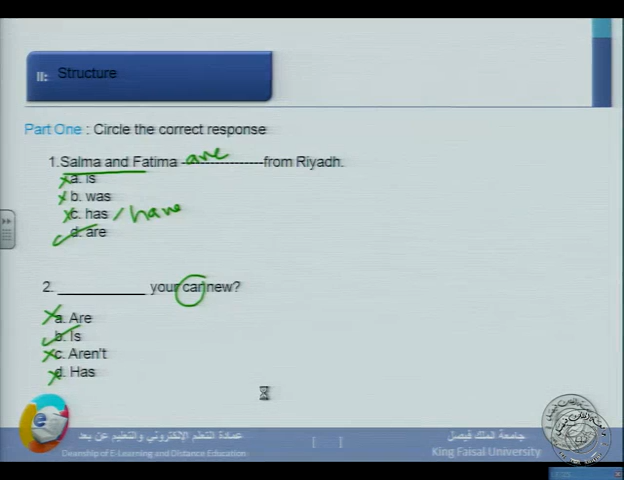 II: Structure
Part One : Circle the correct response
1.Salma and Fatima are from Riyadh.
a. is
b. was
c. has / have
d. are
2. __________ your car new?
a. Are
b. Is
c. Aren't
d. Has
عمادة التعلم الإلكتروني والتعليم عن بعد
[ ]
جامعة الملك فيصل
Deanship of E-Learning and Distance Education
King Faisal University